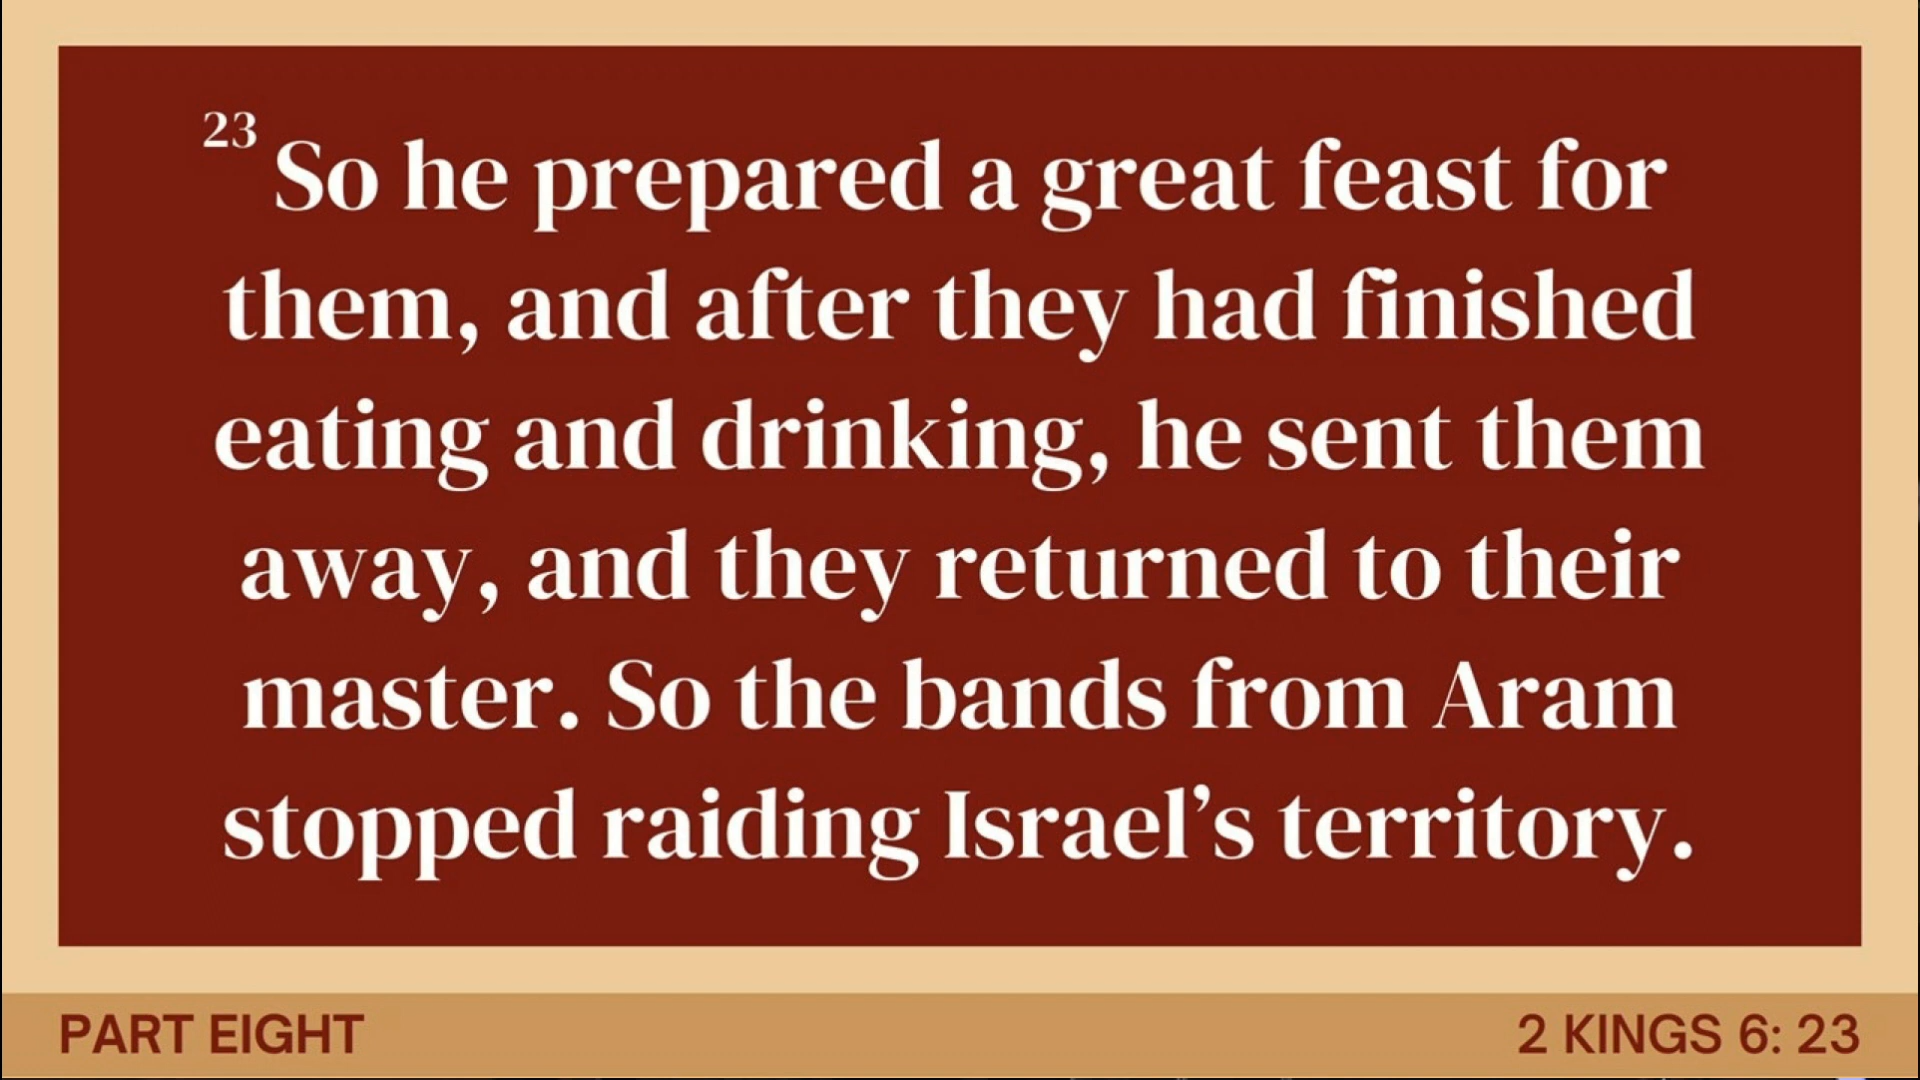 23 So he prepared a great feast for
them, and after they had finished
eating and drinking, he sent them
away, and they returned to their
master. So the bands from Aram
stopped raiding Israel’s territory.
PART EIGHT
2 KINGS 6: 23